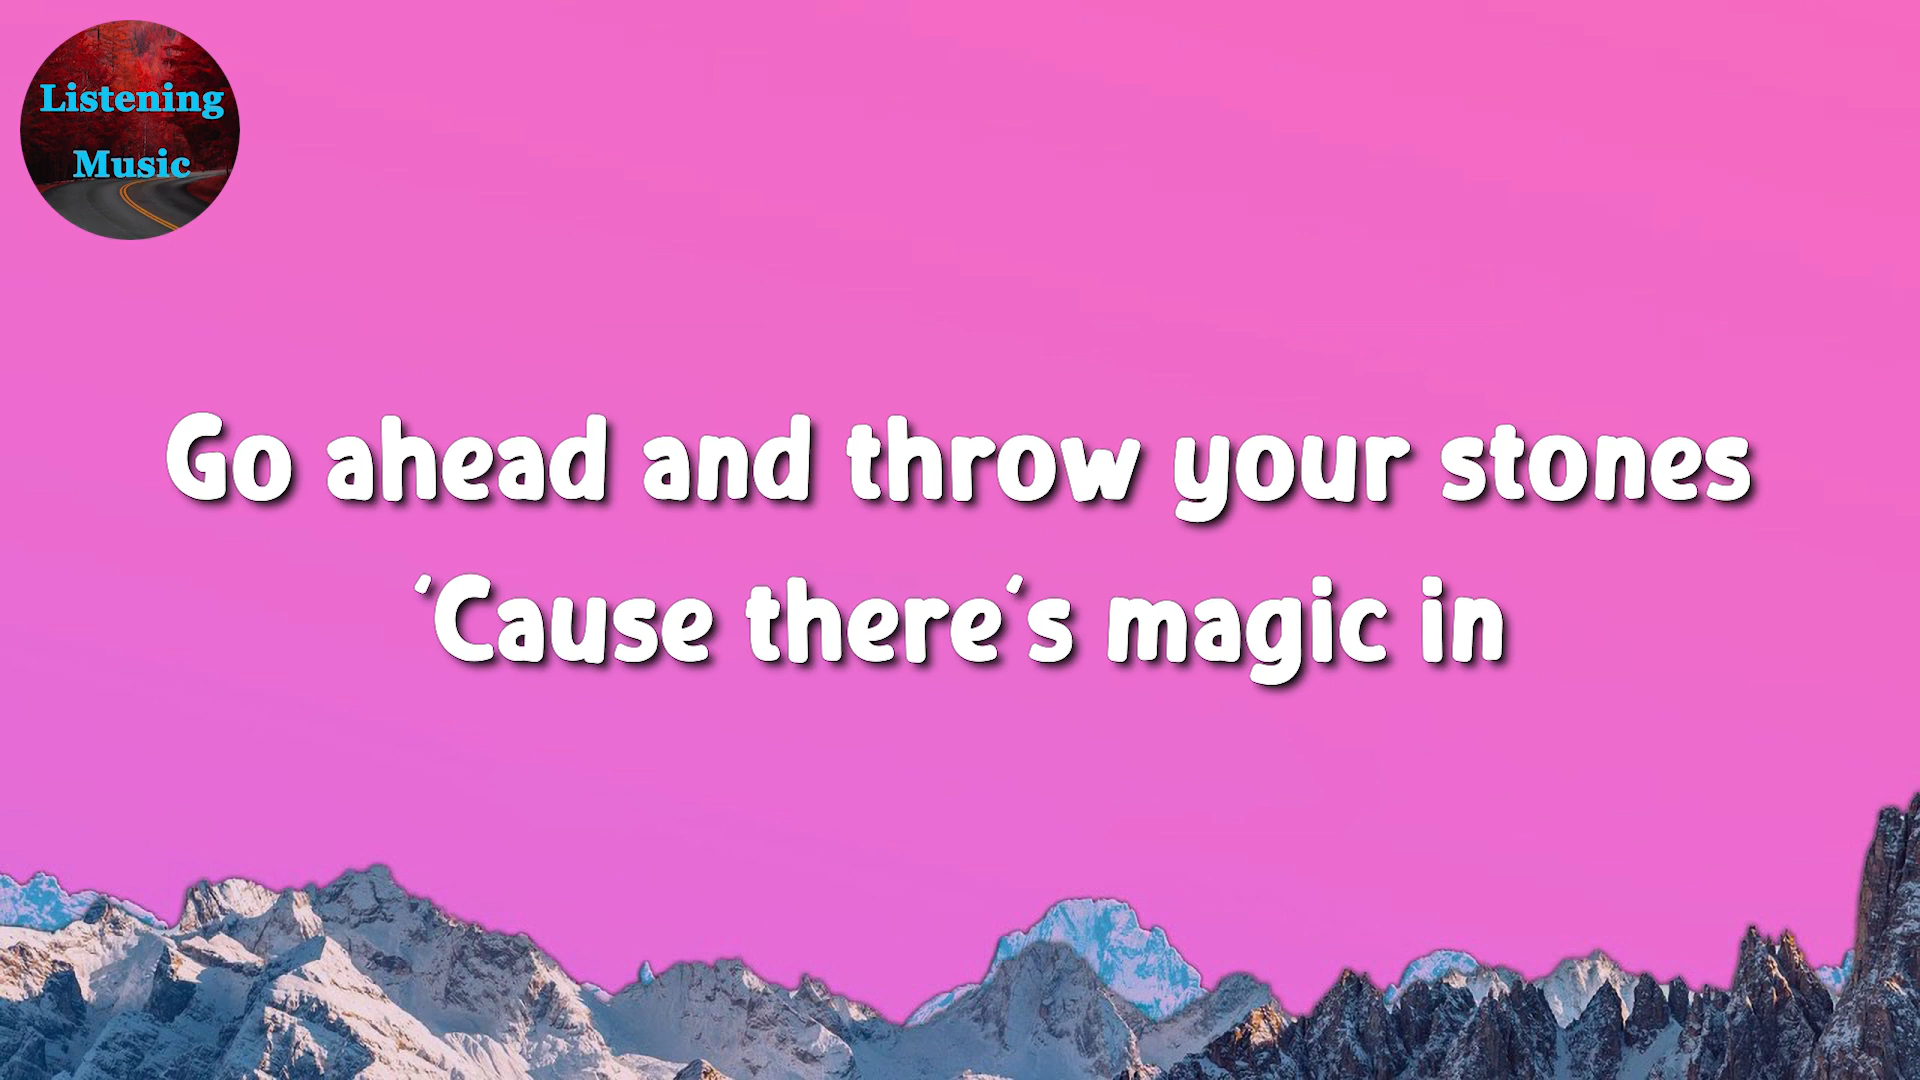 Listening
Music
Go ahead and throw your stones
'Cause there's magic in